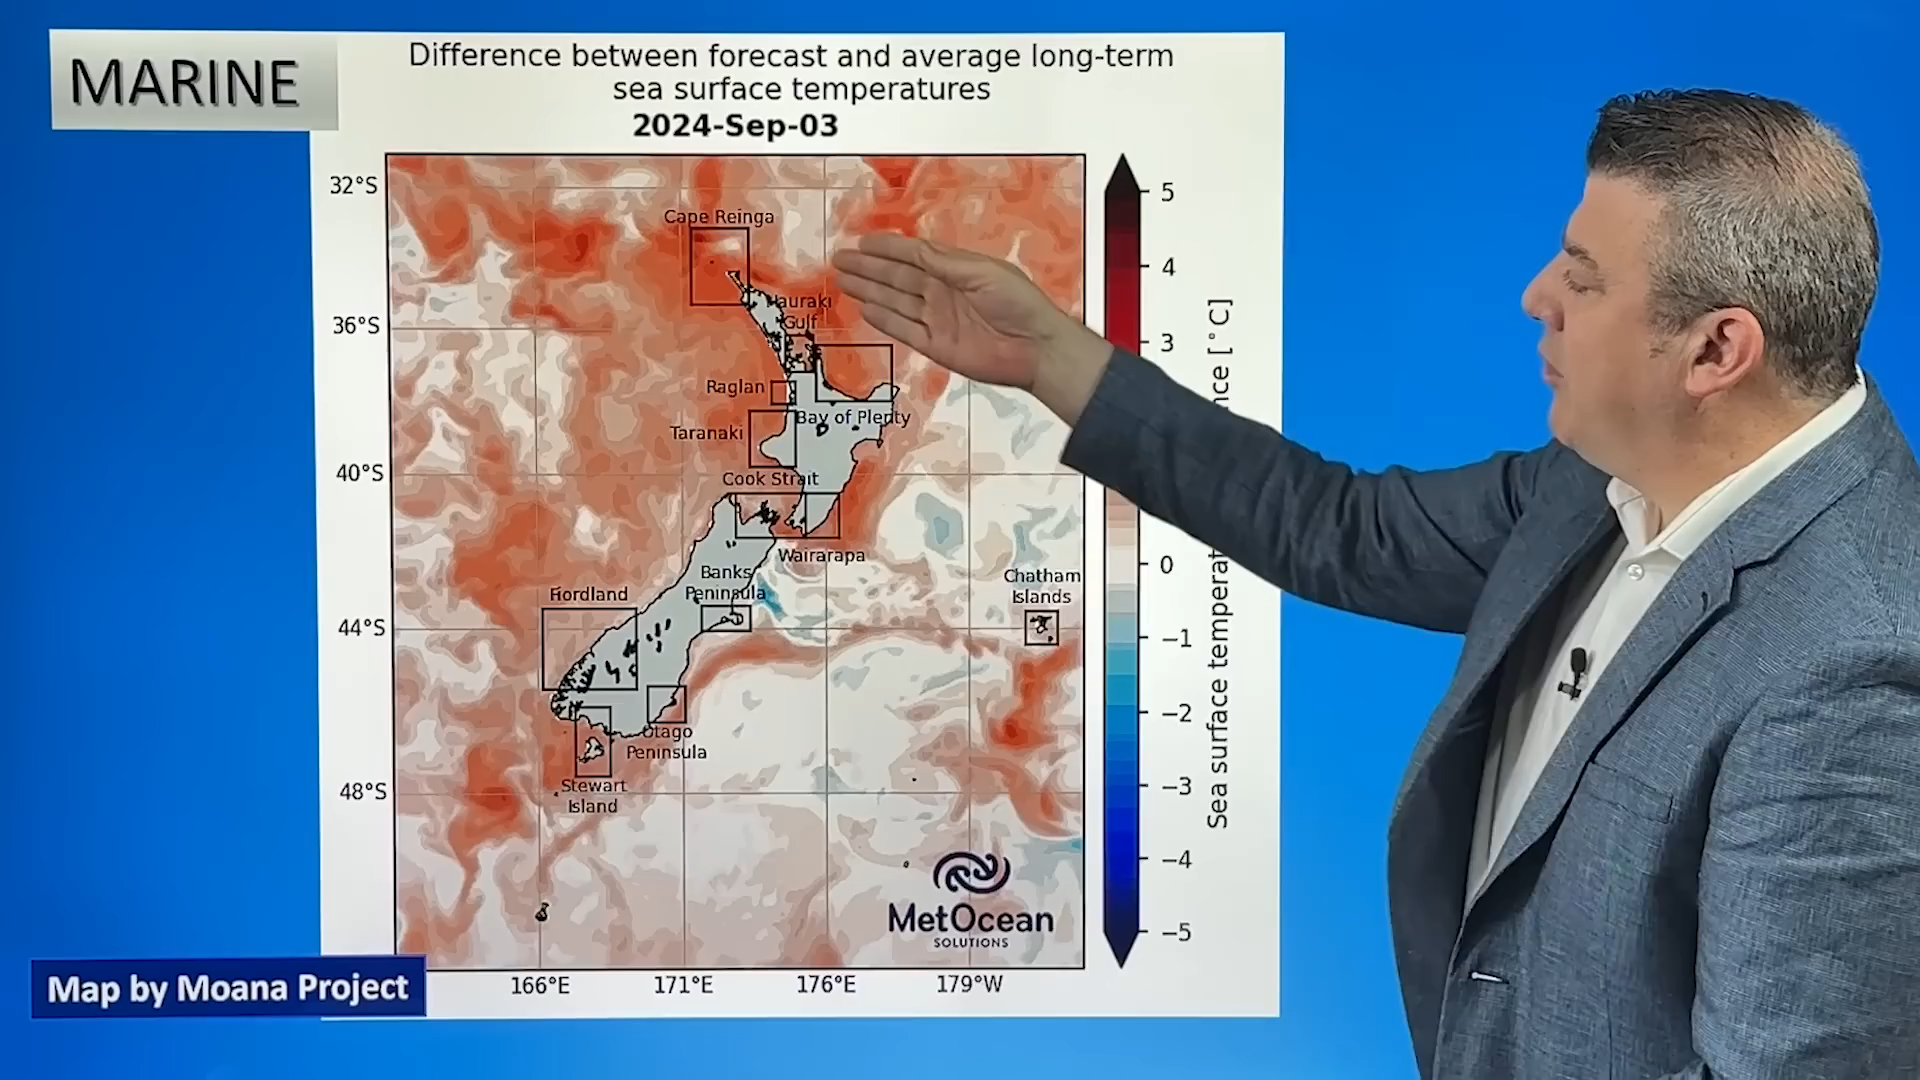 MARINE
Difference between forecast and average long-term
sea surface temperatures
2024-Sep-03
32°S
36°S
40°S
44°S
48°S
Cape Reinga
Hauraki
Gulf
Raglan
Bay of Plenty
Taranaki
Cook Strait
Wairarapa
Banks
Peninsula
Fiordland
Chatham
Islands
Otago
Peninsula
Stewart
Island
MetOcean
SOLUTIONS
166°E
171°E
176°E
179°W
5
4
3
0
−1
−2
−3
−4
−5
Sea surface temperat
nce [°C]
Map by Moana Project